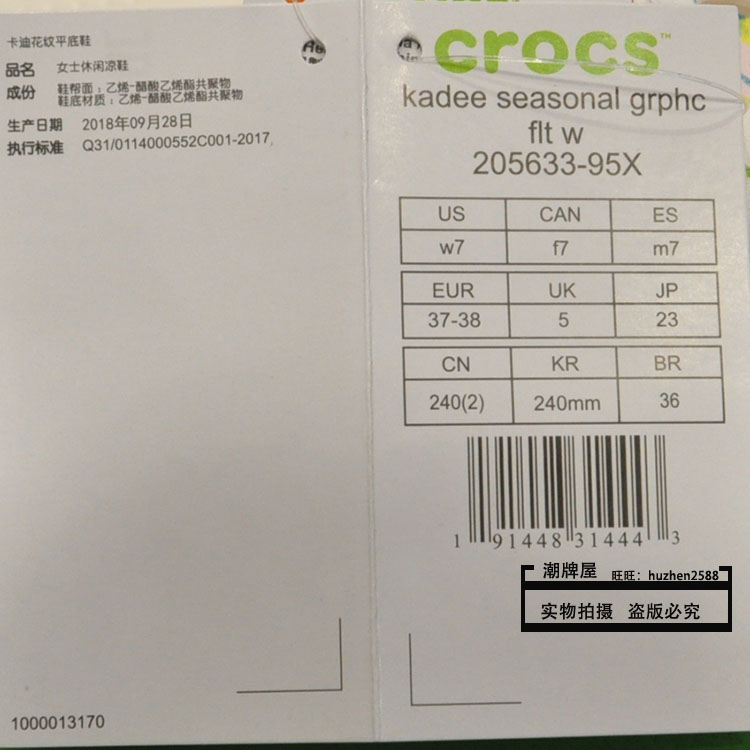 卡迪花纹平底鞋
品名 女士休闲凉鞋
成份 鞋帮面：乙烯-醋酸乙烯酯共聚物
鞋底材质：乙烯-醋酸乙烯酯共聚物
生产日期 2018年09月28日
执行标准 Q31/0114000552C001-2017
1000013170
crocs™
kadee seasonal grphc
flt w
205633-95X
US CAN ES
w7 f7 m7
EUR UK JP
37-38 5 23
CN KR BR
240(2) 240mm 36
1 91448 31444 3
潮牌屋 旺旺：huzhen2588
实物拍摄 盗版必究